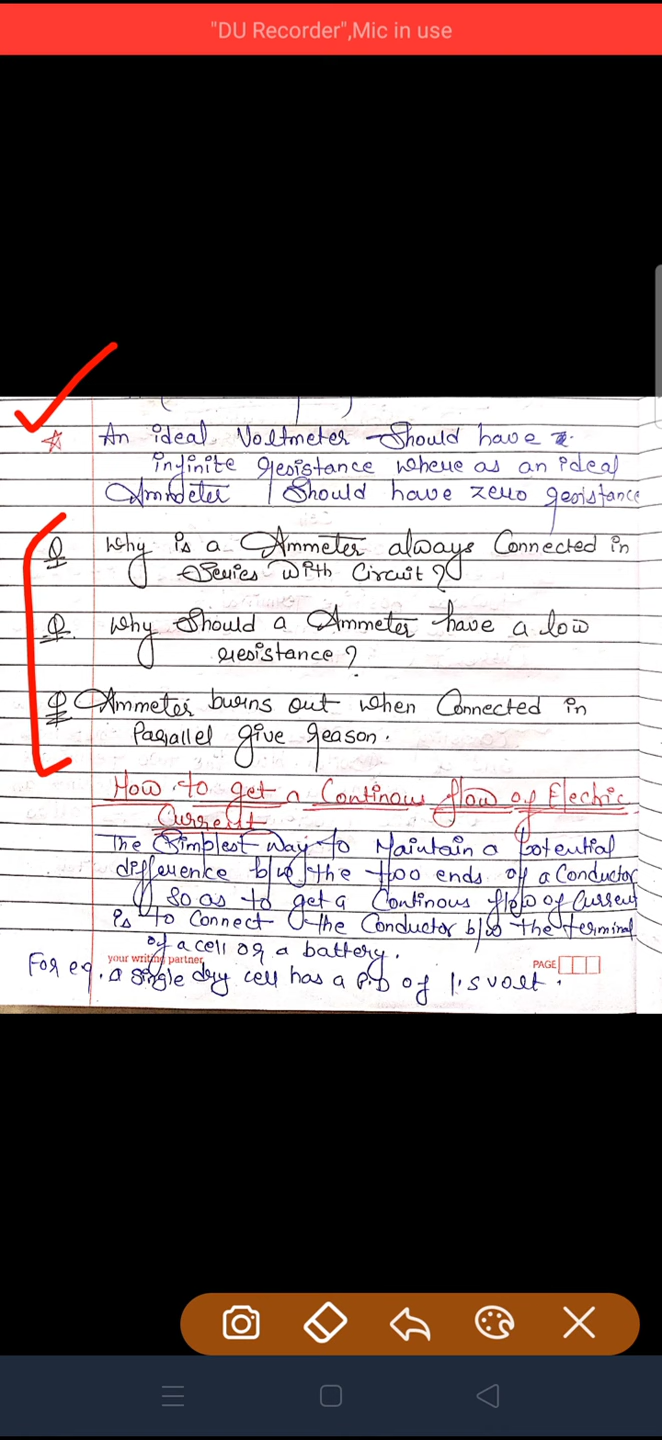 "DU Recorder",Mic in use
An ideal Voltmeter Should have
infinite resistance where as an ideal
Ammeter Should have zero resistance
Q Why is a Ammeter always Connected in
Series With Circuit?
Q. Why Should a Ammeter have a low
resistance?
Q Ammeter burns out when Connected in
Parallel give reason.
How to get a Continous flow of Electric
Current
The Simplest Way to Maintain a potential
difference b/w the two ends of a Conductor
So as to get a Continous flow of Current
is to Connect the Conductor b/w the terminal
of a cell or a battery.
your writing partner
PAGE
For eg. a single dry cell has a P.D of 1.5 volt.